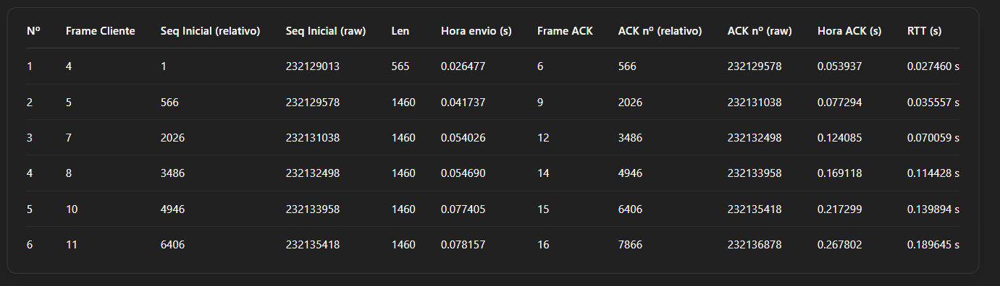 Nº Frame Cliente Seq Inicial (relativo) Seq Inicial (raw) Len Hora envio (s) Frame ACK ACK nº (relativo) ACK nº (raw) Hora ACK (s) RTT (s)
1 4 1 232129013 565 0.026477 6 566 232129578 0.053937 0.027460 s
2 5 566 232129578 1460 0.041737 9 2026 232131038 0.077294 0.035557 s
3 7 2026 232131038 1460 0.054026 12 3486 232132498 0.124085 0.070059 s
4 8 3486 232132498 1460 0.054690 14 4946 232133958 0.169118 0.114428 s
5 10 4946 232133958 1460 0.077405 15 6406 232135418 0.217299 0.139894 s
6 11 6406 232135418 1460 0.078157 16 7866 232136878 0.267802 0.189645 s